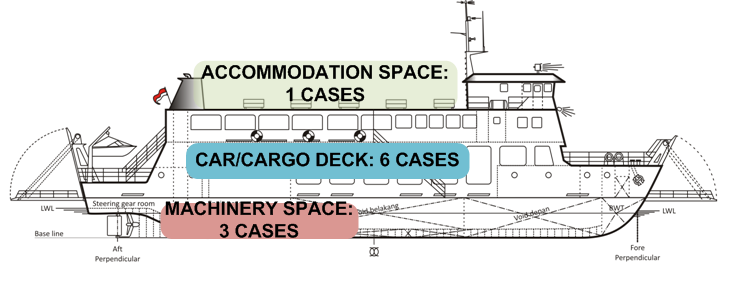 ACCOMMODATION SPACE:
1 CASES
CAR/CARGO DECK: 6 CASES
Steering gear room
MACHINERY SPACE:
3 CASES
belakang
Void depan
BWT
LWL
LWL
Base line
Aft
Perpendicular
Fore
Perpendicular